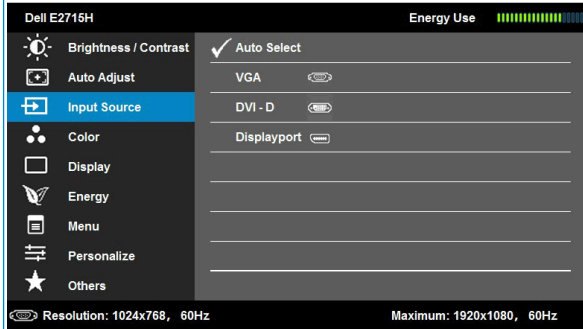 Dell E2715H Energy Use
Brightness / Contrast Auto Select
Auto Adjust VGA
Input Source DVI - D
Color Displayport
Display
Energy
Menu
Personalize
Others
Resolution: 1024x768, 60Hz Maximum: 1920x1080, 60Hz